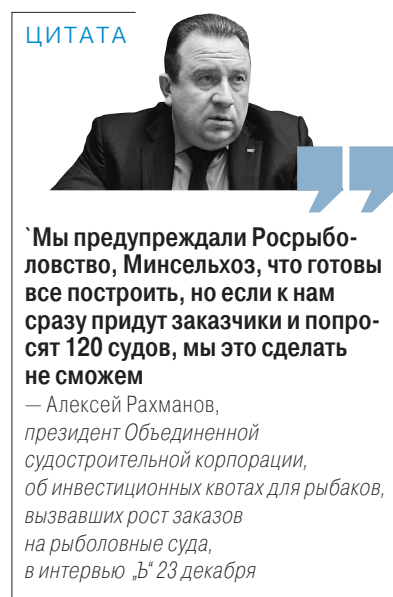 ЦИТАТА
`Мы предупреждали Росрыбо-
ловство, Минсельхоз, что готовы
все построить, но если к нам
сразу придут заказчики и попро-
сят 120 судов, мы это сделать
не сможем
— Алексей Рахманов,
президент Объединенной
судостроительной корпорации,
об инвестиционных квотах для рыбаков,
вызвавших рост заказов
на рыболовные суда,
в интервью „Ъ“ 23 декабря